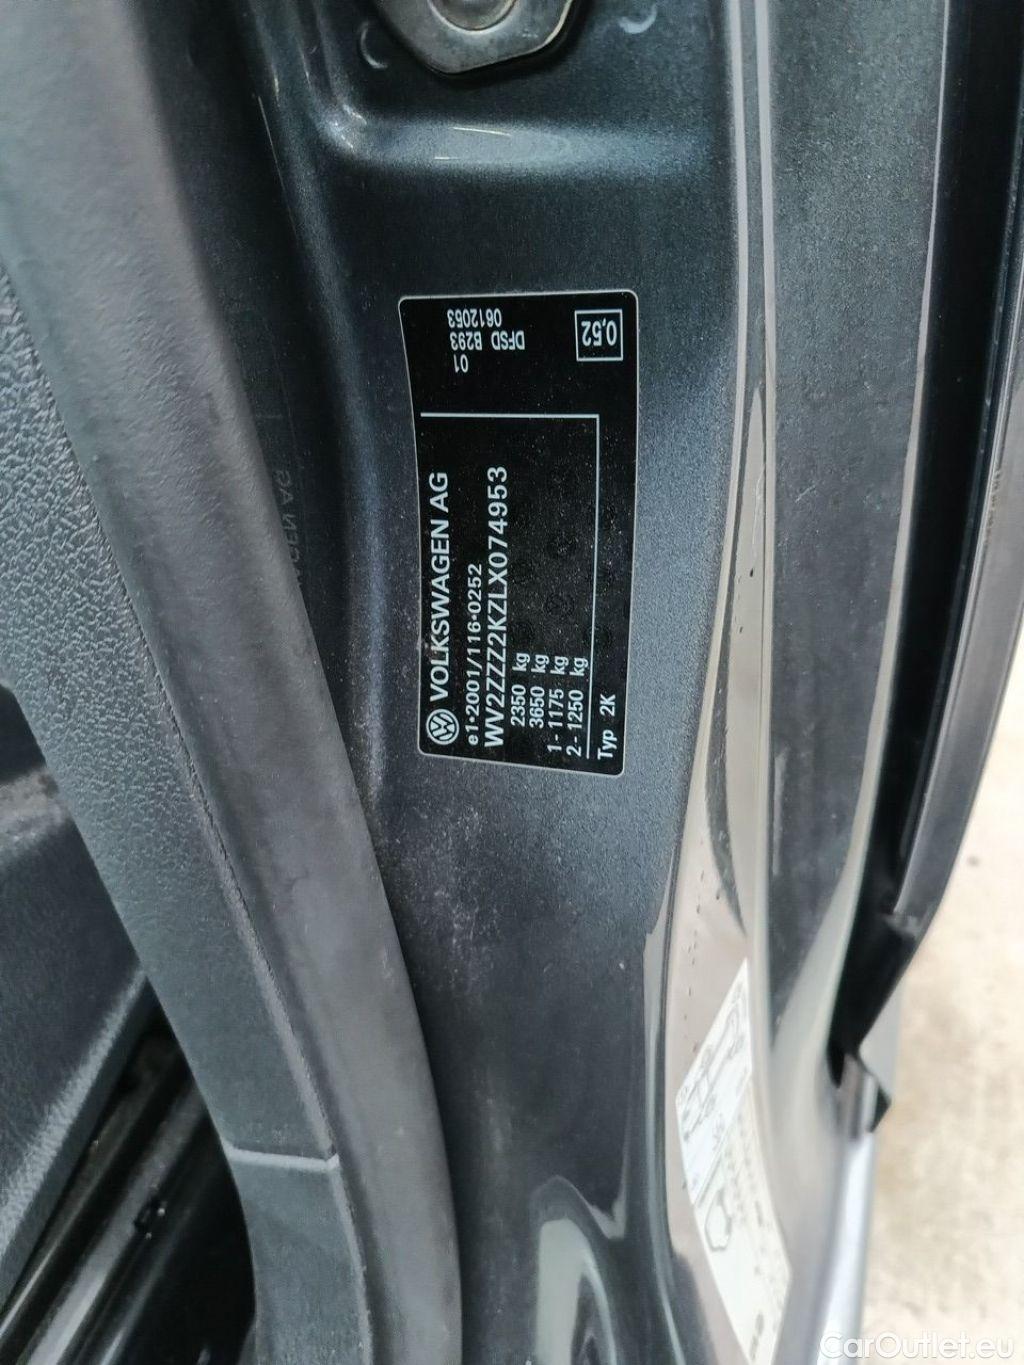 VOLKSWAGEN AG
e1*2001/116*0252
WV2ZZZ2KZLX074953
2350 kg
3650 kg
1- 1175 kg
2- 1250 kg
Typ 2K
01
DFSD B293
0612053
0,52
CarOutlet.eu